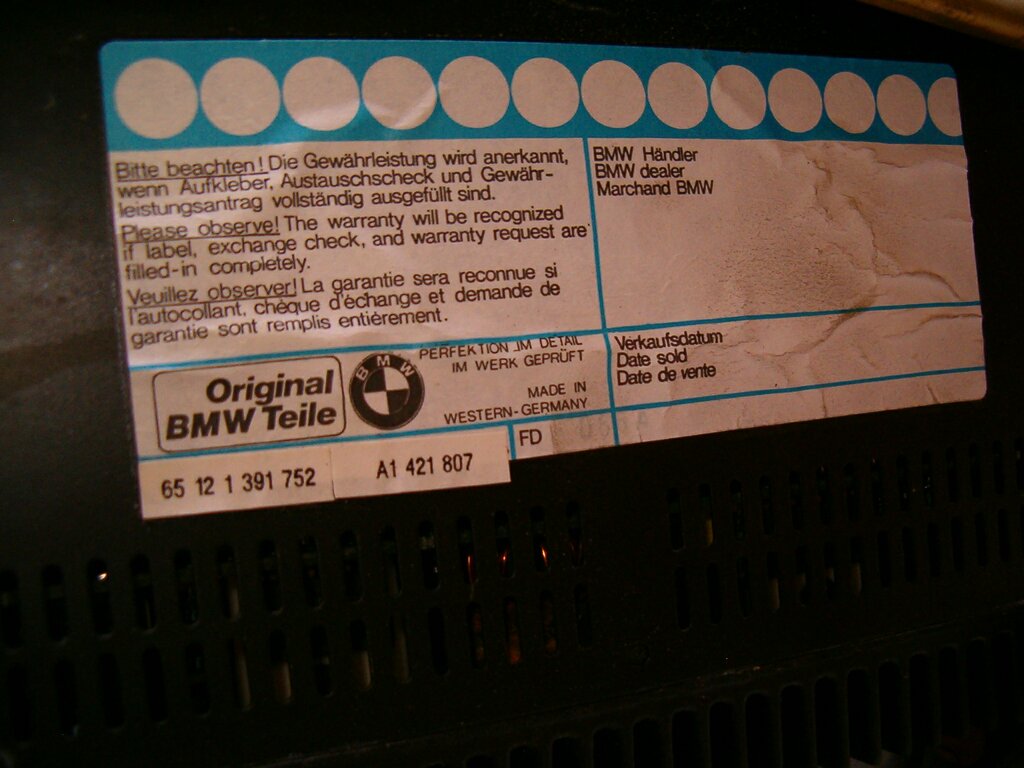 Bitte beachten! Die Gewährleistung wird anerkannt,
wenn Aufkleber, Austauschscheck und Gewähr-
leistungsantrag vollständig ausgefüllt sind.
Please observe! The warranty will be recognized
if label, exchange check, and warranty request are
filled-in completely.
Veuillez observer! La garantie sera reconnue si
l'autocollant, chéque d'échange et demande de
garantie sont remplis entiérement.
BMW Händler
BMW dealer
Marchand BMW
Verkaufsdatum
Date sold
Date de vente
Original
BMW Teile
BMW
PERFEKTION IM DETAIL
IM WERK GEPRÜFT
MADE IN
WESTERN-GERMANY
FD
65 12 1 391 752
A1 421 807